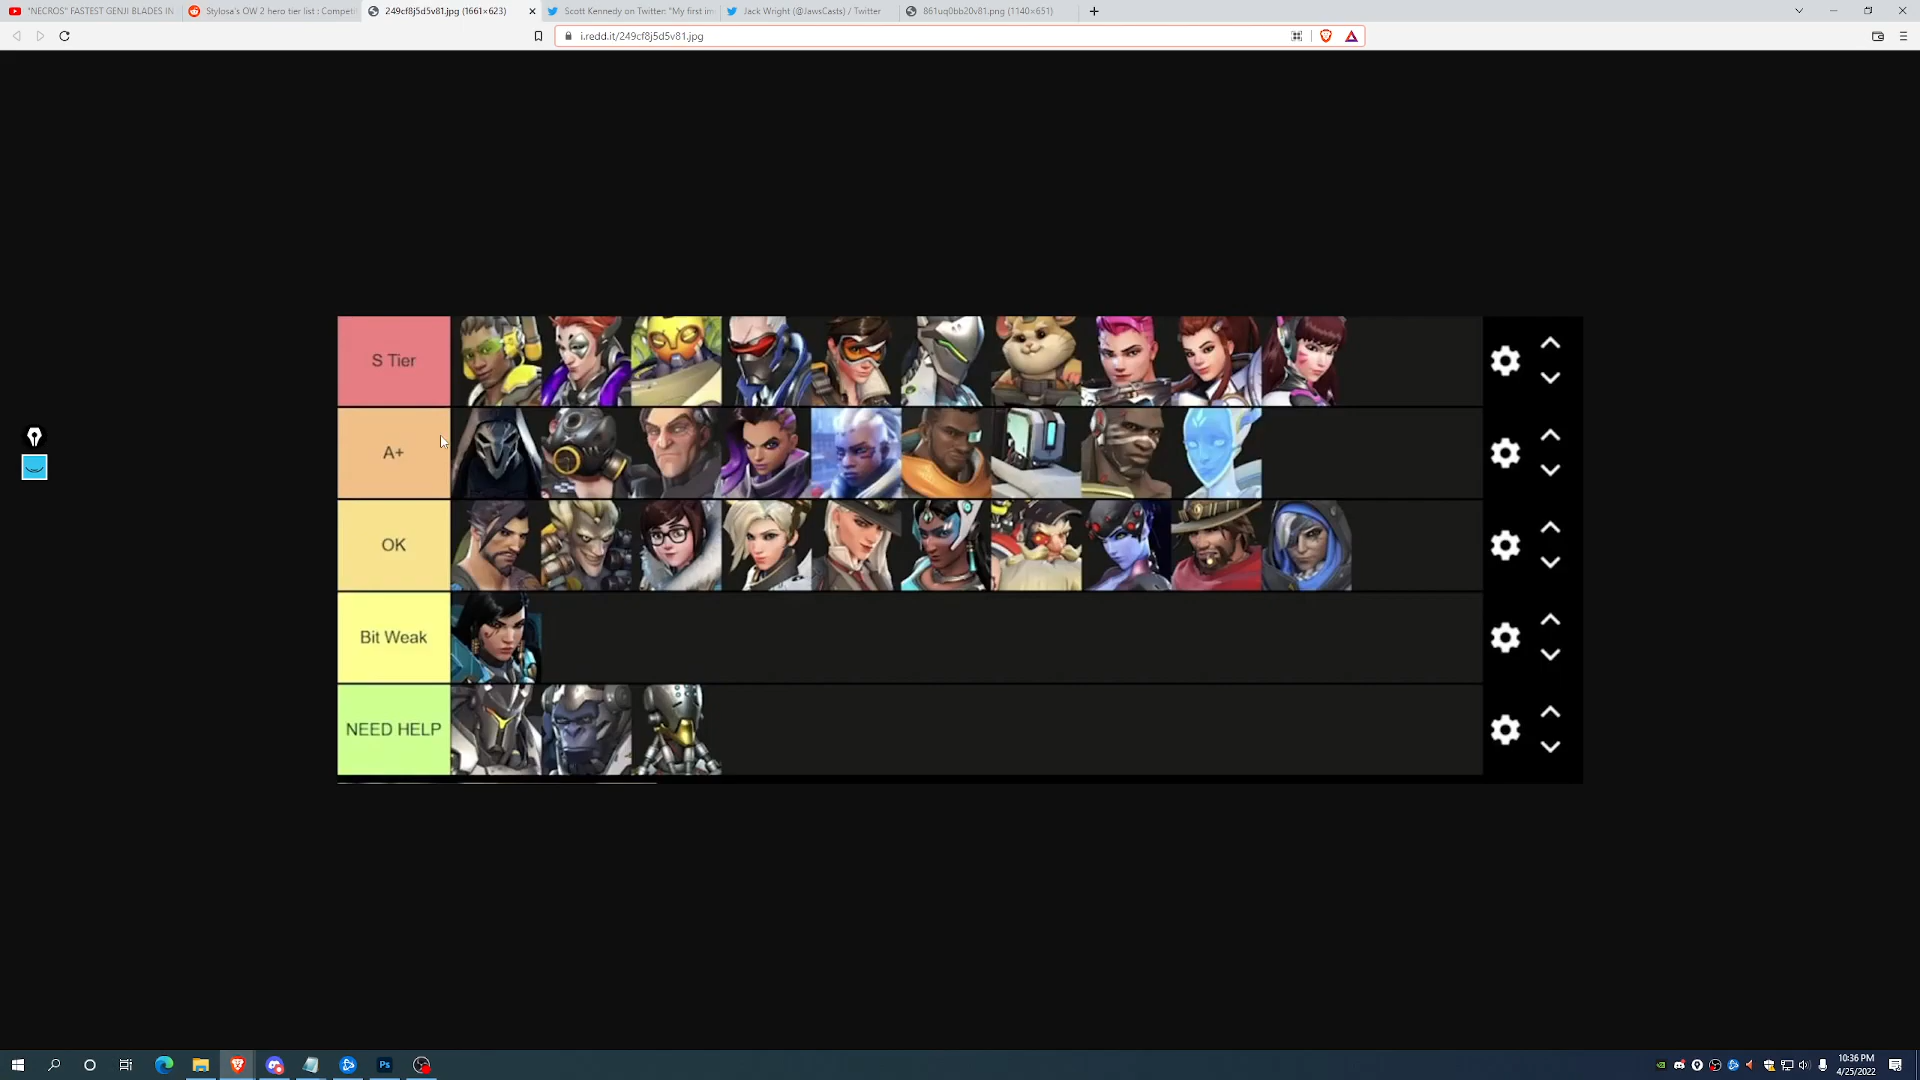 "NECROS" FASTEST GENJI BLADES IN
Stylosa's OW 2 hero tier list : Competi
249cf8j5d5v81.jpg (1661×623)
Scott Kennedy on Twitter: "My first im
Jack Wright (@JawsCasts) / Twitter
861uq0bb20v81.png (1140×651)
i.redd.it/249cf8j5d5v81.jpg
S Tier
A+
OK
Bit Weak
NEED HELP
Ps
10:36 PM
4/25/2022